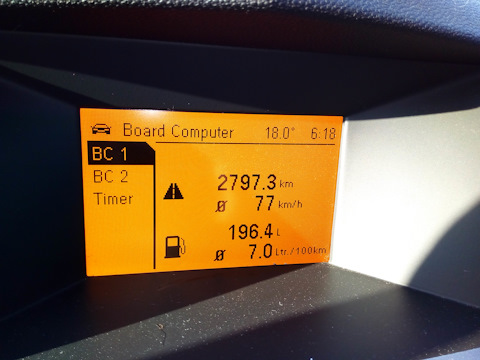 Board Computer 18.0° 6:18
BC 1
BC 2
Timer
2797.3 km
Ø 77 km/h
196.4 L
Ø 7.0 Ltr./100km